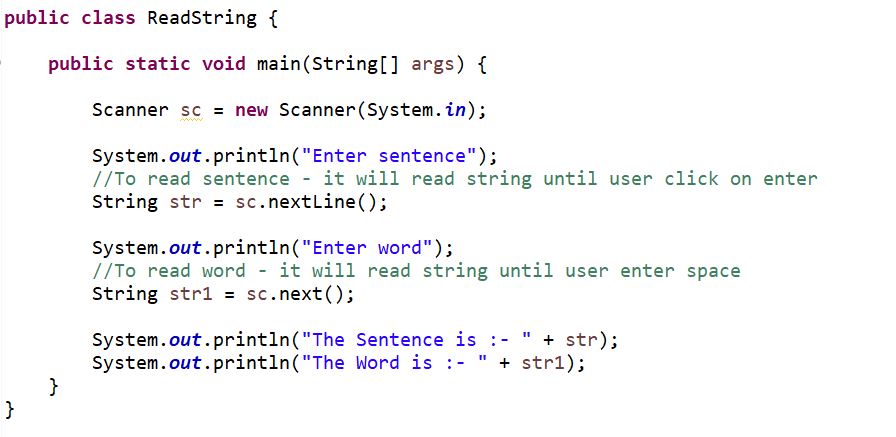 public class ReadString {
public static void main(String[] args) {
Scanner sc = new Scanner(System.in);
System.out.println("Enter sentence");
//To read sentence - it will read string until user click on enter
String str = sc.nextLine();
System.out.println("Enter word");
//To read word - it will read string until user enter space
String str1 = sc.next();
System.out.println("The Sentence is :- " + str);
System.out.println("The Word is :- " + str1);
}
}